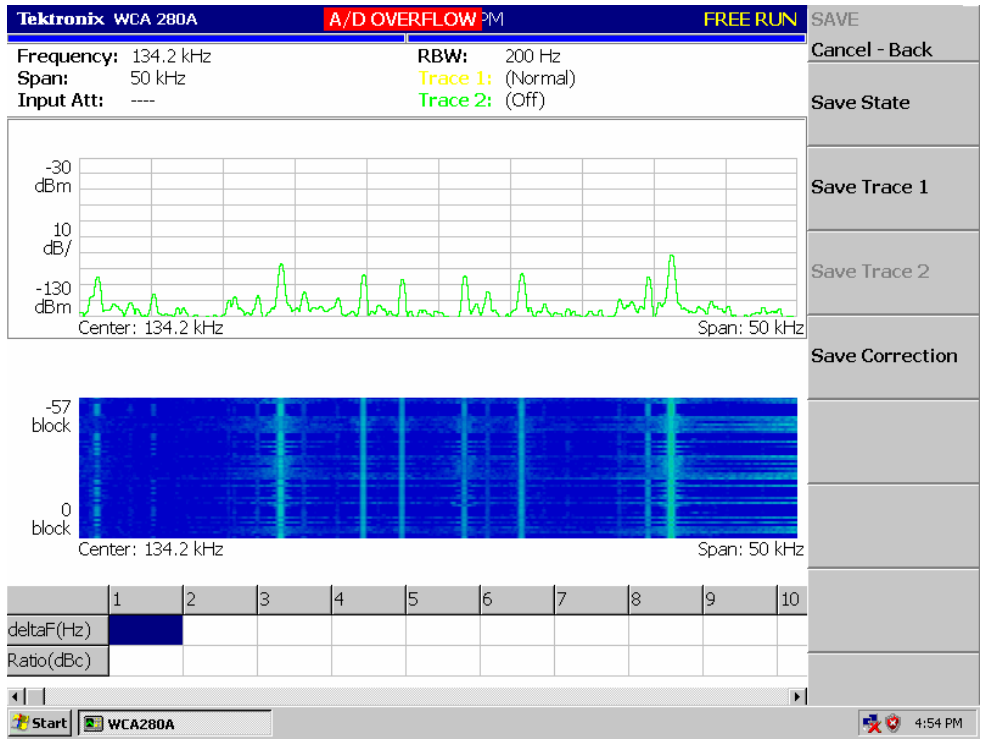 Tektronix WCA 280A A/D OVERFLOW PM FREE RUN
Frequency: 134.2 kHz RBW: 200 Hz
Span: 50 kHz Trace 1: (Normal)
Input Att: ---- Trace 2: (Off)
-30
dBm
10
dB/
-130
dBm
Center: 134.2 kHz Span: 50 kHz
-57
block
0
block
Center: 134.2 kHz Span: 50 kHz
1 2 3 4 5 6 7 8 9 10
deltaF(Hz)
Ratio(dBc)
SAVE
Cancel - Back
Save State
Save Trace 1
Save Trace 2
Save Correction
Start WCA280A 4:54 PM